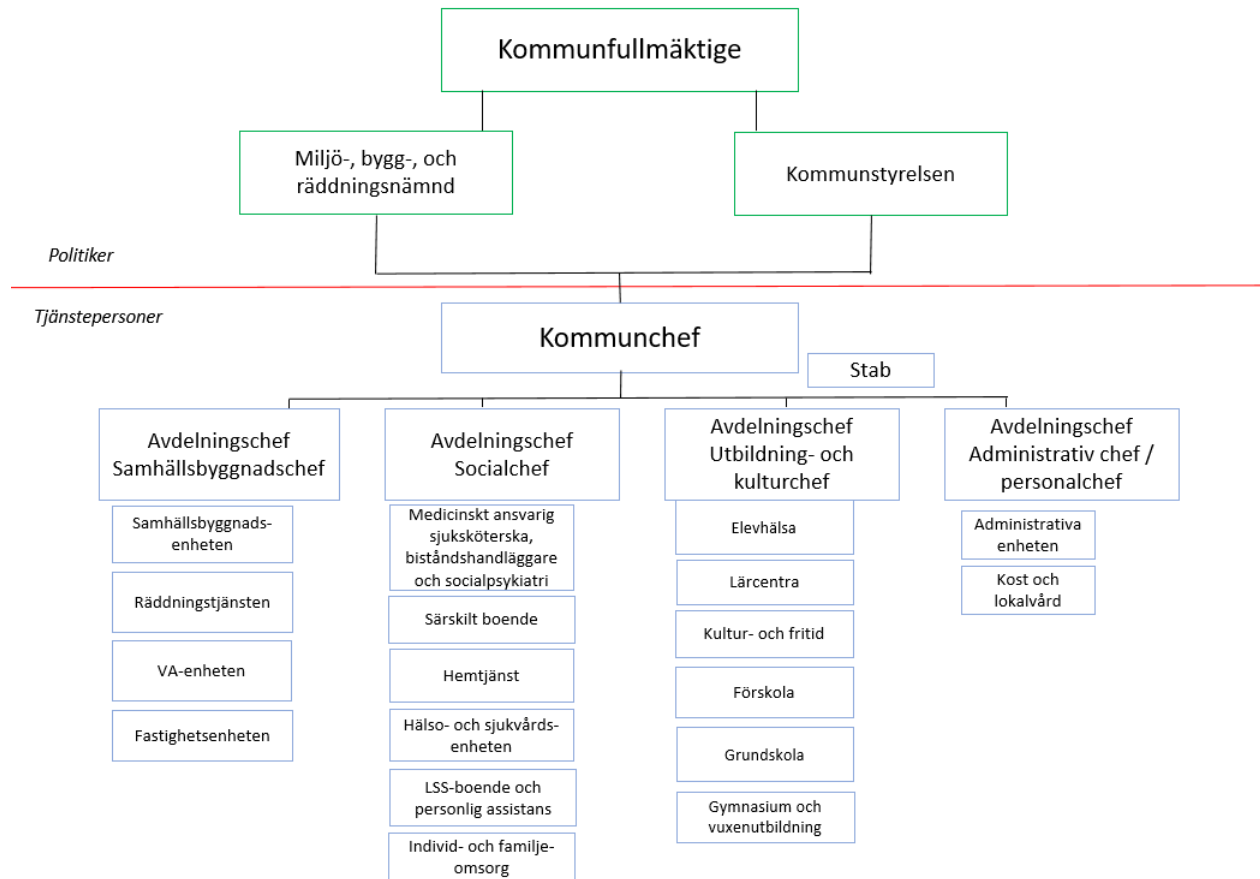 Kommunfullmäktige
Miljö-, bygg-, och
räddningsnämnd
Kommunstyrelsen
Politiker
Tjänstepersoner
Kommunchef
Stab
Avdelningschef
Samhällsbyggnadschef
Avdelningschef
Socialchef
Avdelningschef
Utbildning- och
kulturchef
Avdelningschef
Administrativ chef /
personalchef
Samhällsbyggnads-
enheten
Räddningstjänsten
VA-enheten
Fastighetsenheten
Medicinskt ansvarig
sjuksköterska,
biståndshandläggare
och socialpsykiatri
Särskilt boende
Hemtjänst
Hälso- och sjukvårds-
enheten
LSS-boende och
personlig assistans
Individ- och familje-
omsorg
Elevhälsa
Lärcentra
Kultur- och fritid
Förskola
Grundskola
Gymnasium och
vuxenutbildning
Administrativa
enheten
Kost och
lokalvård